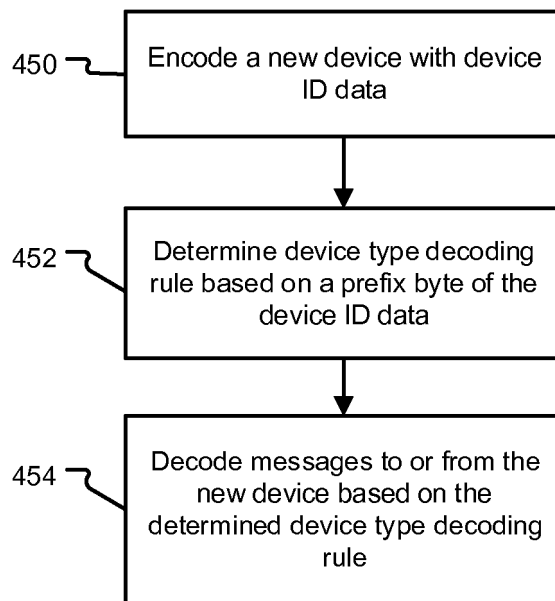 450
Encode a new device with device
ID data
452
Determine device type decoding
rule based on a prefix byte of the
device ID data
454
Decode messages to or from the
new device based on the
determined device type decoding
rule